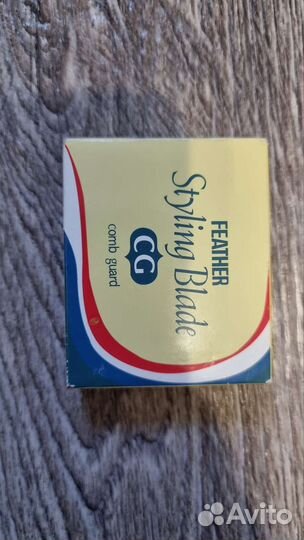 FEATHER
Styling Blade
CG
comb guard
Avito